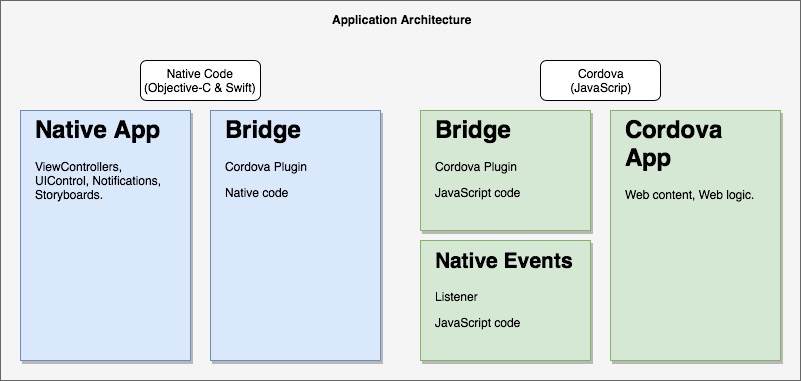 Application Architecture
Native Code
(Objective-C & Swift)
Cordova
(JavaScrip)
Native App
ViewControllers,
UIControl, Notifications,
Storyboards.
Bridge
Cordova Plugin
Native code
Bridge
Cordova Plugin
JavaScript code
Native Events
Listener
JavaScript code
Cordova
App
Web content, Web logic.